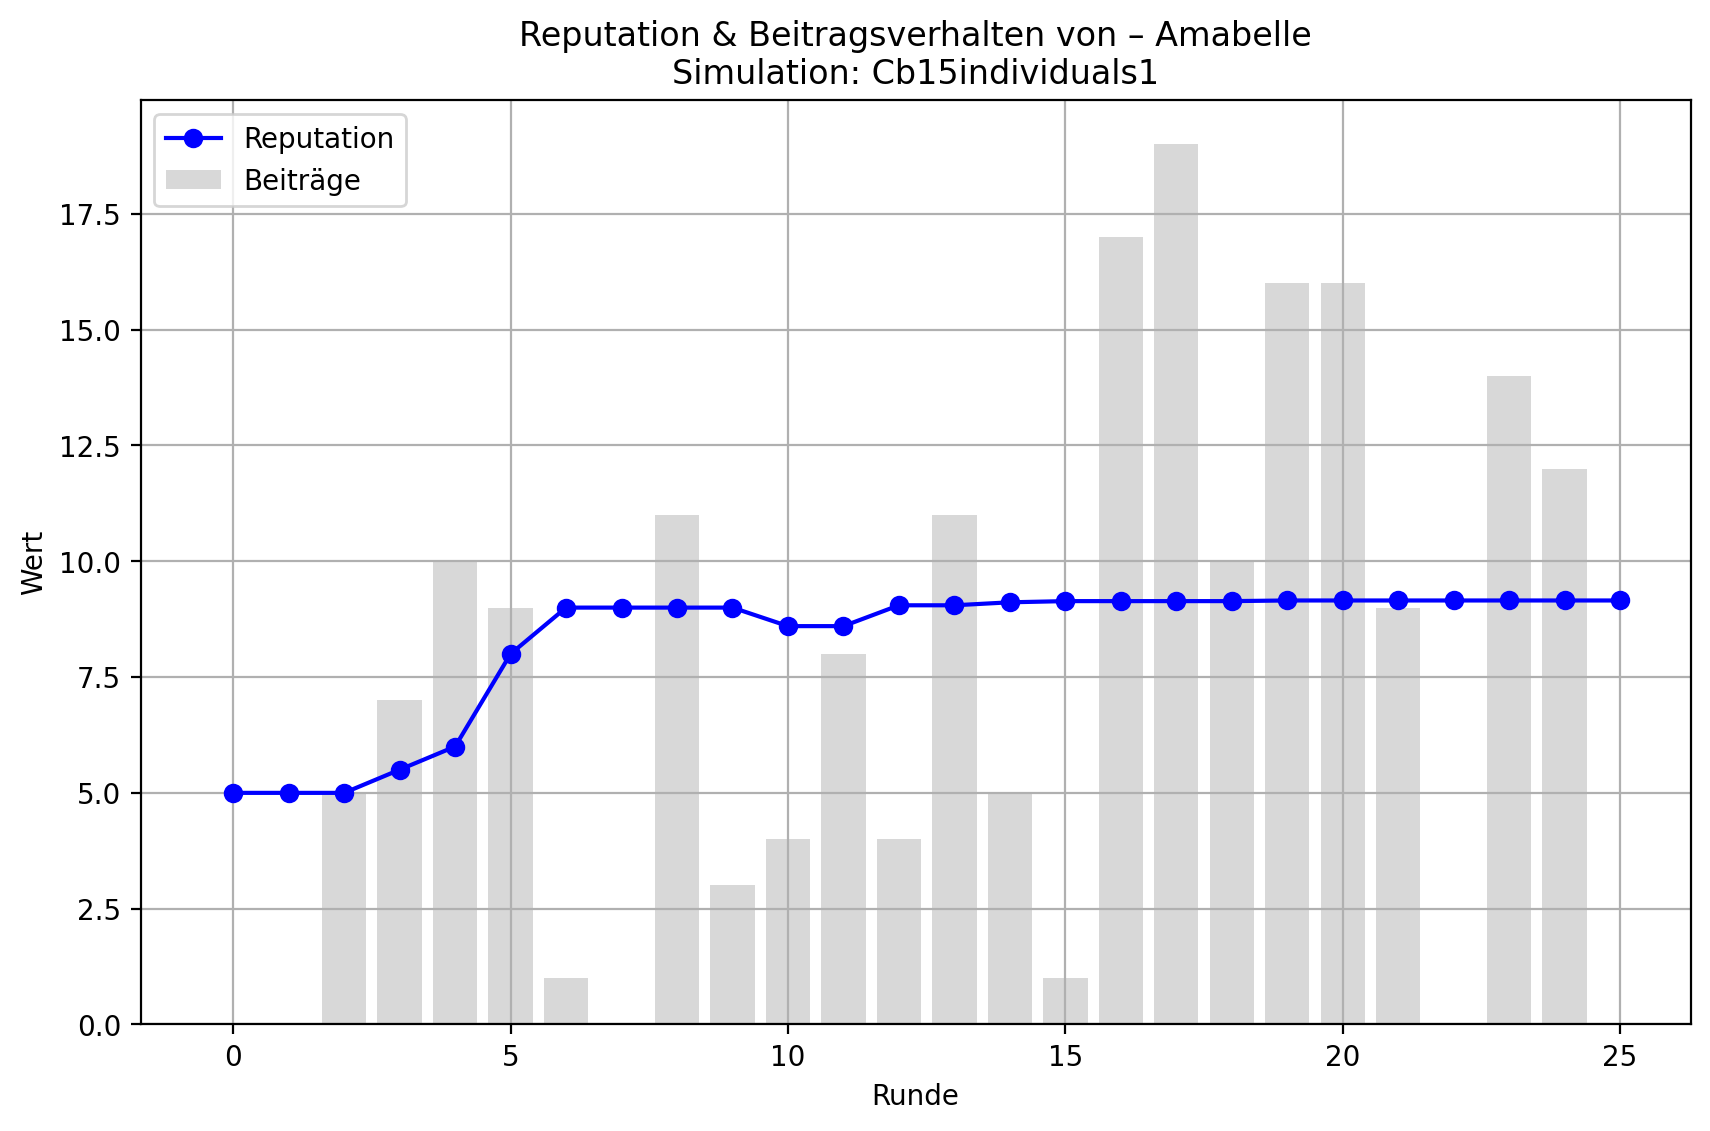 Reputation & Beitragsverhalten von – Amabelle
Simulation: Cb15individuals1
Reputation
Beiträge
17.5
15.0
12.5
10.0
7.5
5.0
2.5
0.0
Wert
0 5 10 15 20 25
Runde